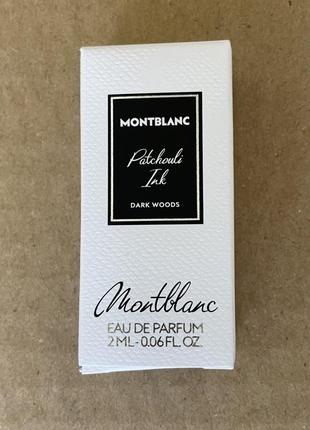 MONTBLANC
Patchouli
Ink
DARK WOODS
Montblanc
EAU DE PARFUM
2 ML - 0.06 FL. OZ.